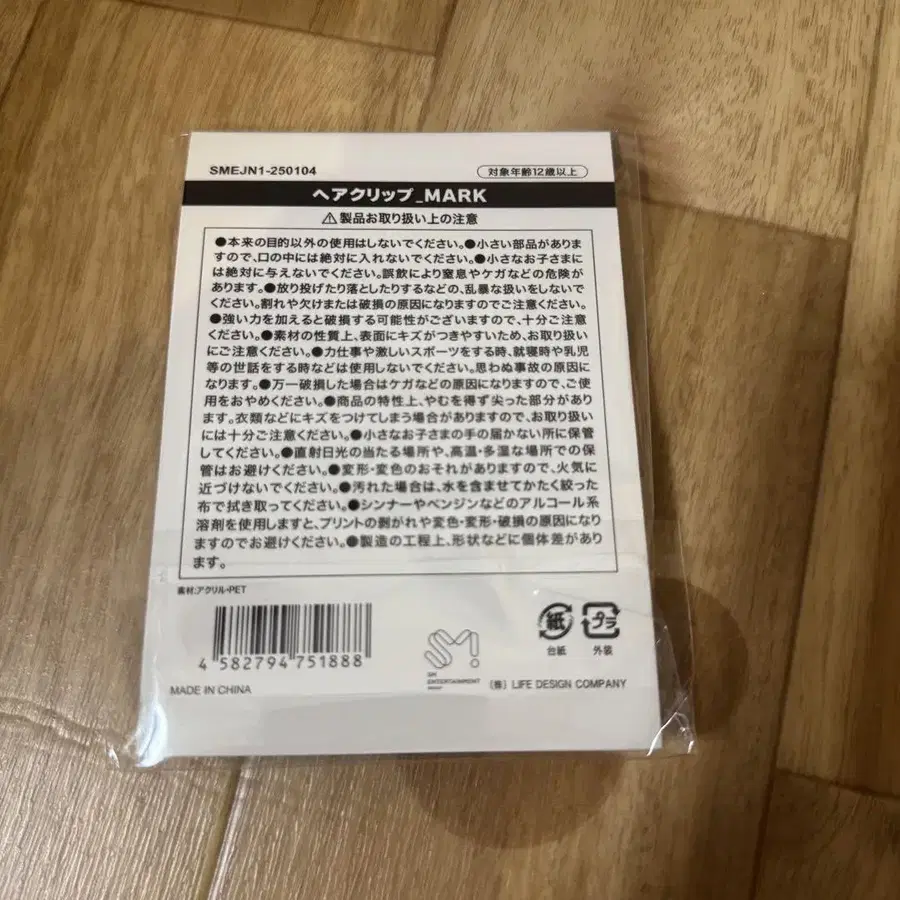 SMEJN1-250104
対象年齢12歳以上
ヘアクリップ_MARK
⚠製品お取り扱い上の注意
●本来の目的以外の使用はしないでください。●小さい部品がありま
すので、口の中には絶対に入れないでください。●小さなお子さまに
は絶対に与えないでください。誤飲により窒息やケガなどの危険が
あります。●放り投げたり落としたりするなどの、乱暴な扱いをしないで
ください。割れや欠けまたは破損の原因になりますのでご注意ください。
●強い力を加えると破損する可能性がございますので、十分ご注意
ください。●素材の性質上、表面にキズがつきやすいため、お取り扱い
にご注意ください。●力仕事や激しいスポーツをする時、就寝時や乳児
等の世話をする時などは使用しないでください。思わぬ事故の原因に
なります。●万一破損した場合はケガなどの原因になりますので、ご使
用をおやめください。●商品の特性上、やむを得ず尖った部分があり
ます。衣類などにキズをつけてしまう場合がありますので、お取り扱い
には十分ご注意ください。●小さなお子さまの手の届かない所に保管
してください。●直射日光の当たる場所や、高温・多湿な場所での保
管はお避けください。●変形・変色のおそれがありますので、火気に
近づけないでください。●汚れた場合は、水を含ませてかたく絞った
布で拭き取ってください。●シンナーやベンジンなどのアルコール系
溶剤を使用しますと、プリントの剥がれや変色・変形・破損の原因になり
ますのでお避けください。●製造の工程上、形状などに個体差があり
ます。
素材:アクリル・PET
4 582794 751888
MADE IN CHINA
SM
SM
ENTERTAINMENT
紙
台紙
プラ
外装
(株) LIFE DESIGN COMPANY